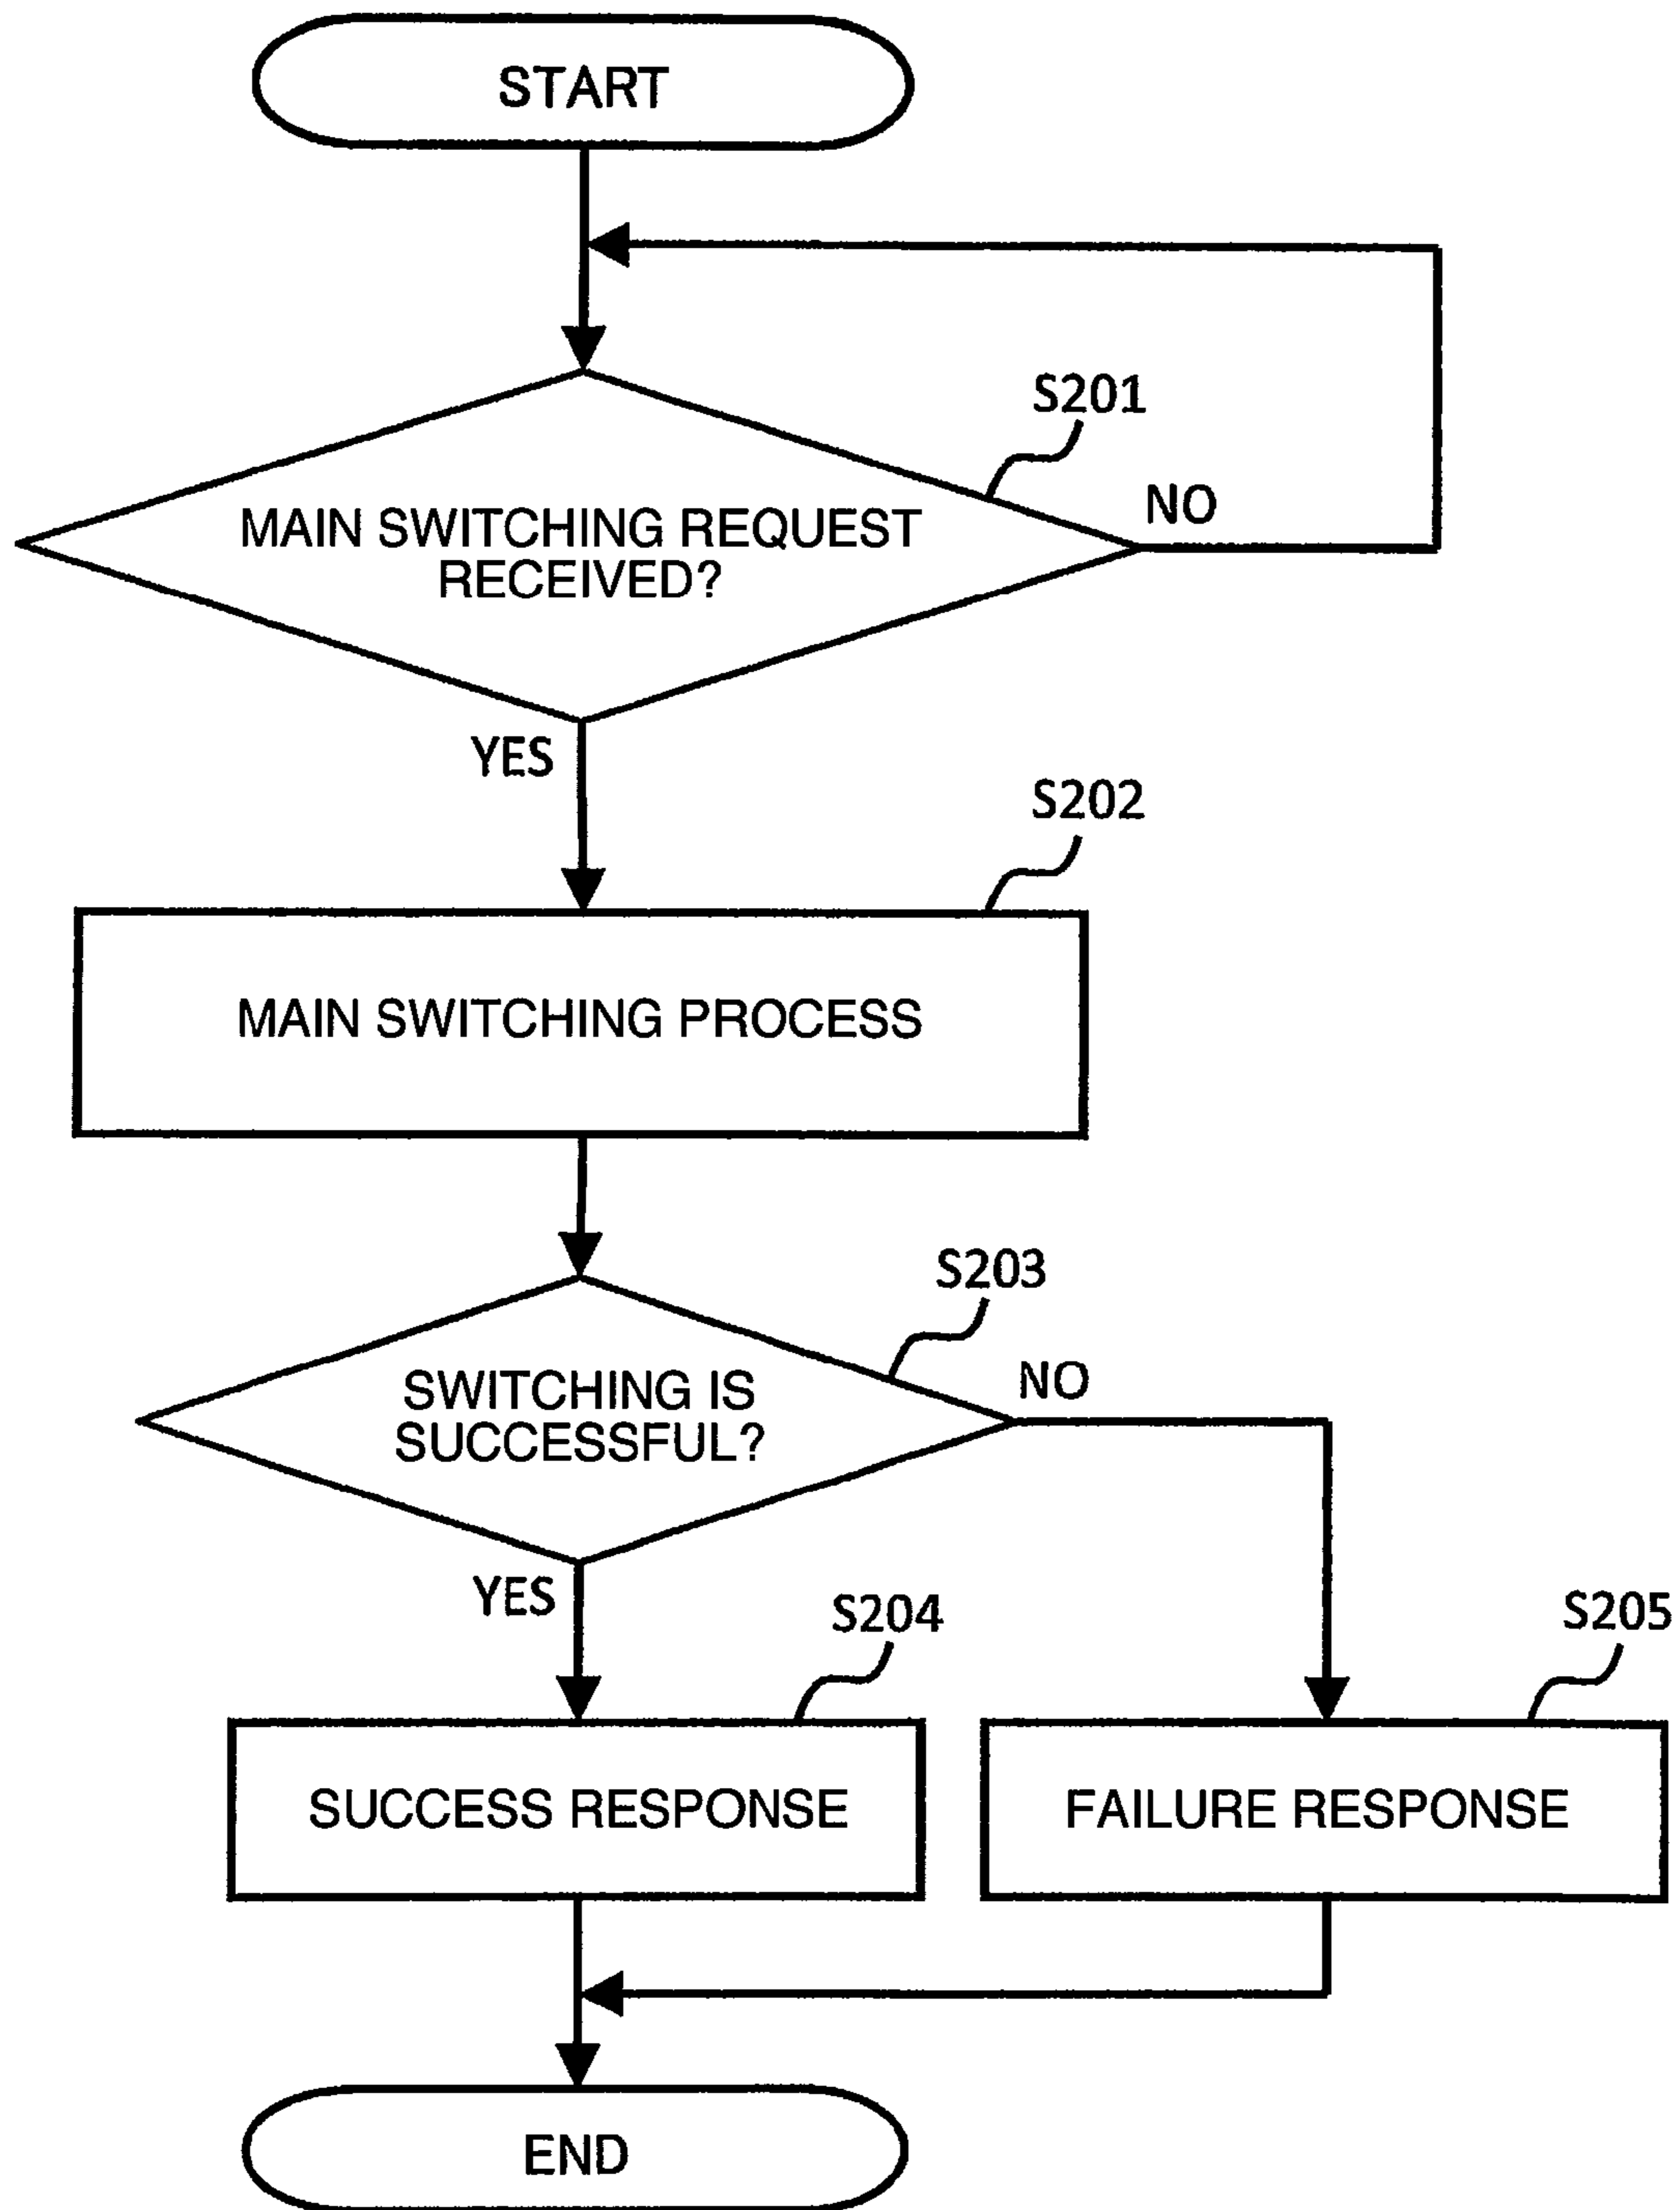 START
S201
MAIN SWITCHING REQUEST
RECEIVED?
NO
YES
S202
MAIN SWITCHING PROCESS
S203
SWITCHING IS
SUCCESSFUL?
NO
YES
S204
S205
SUCCESS RESPONSE
FAILURE RESPONSE
END